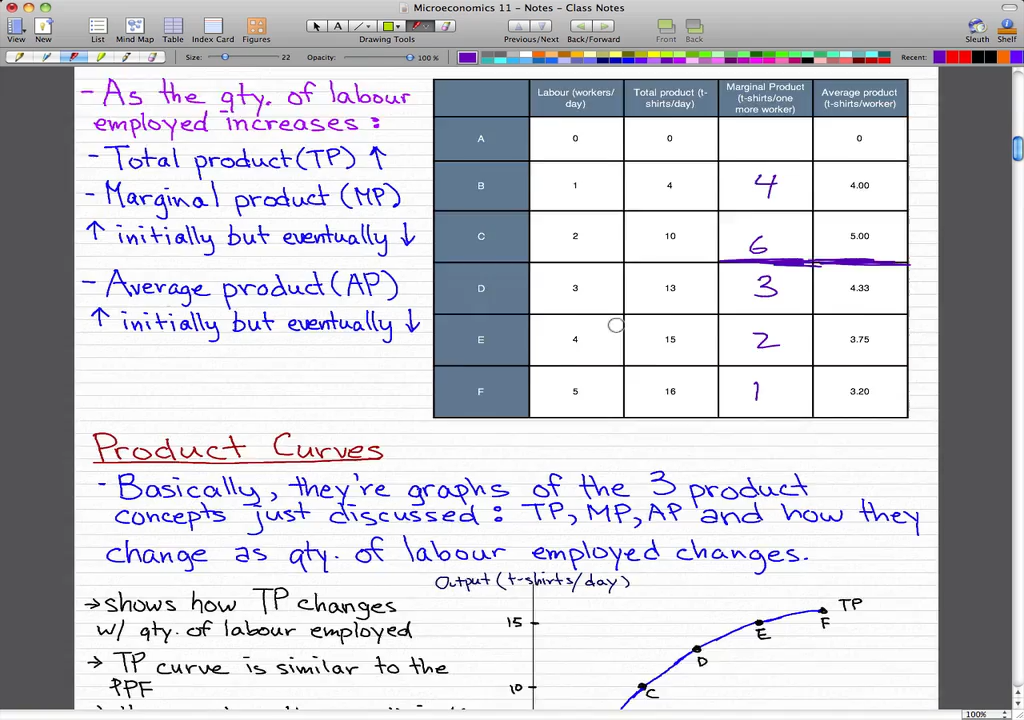 Microeconomics 11 - Notes - Class Notes
View New List Mind Map Table Index Card Figures Drawing Tools Previous/Next Back/Forward Front Back Sleuth Shelf
Size: 22 Opacity: 100 % Recent:
- As the qty. of labour
employed increases :
- Total product (TP) ↑
- Marginal product (MP)
↑ initially but eventually ↓
- Average product (AP)
↑ initially but eventually ↓
Labour (workers/
day)
Total product (t-
shirts/day)
Marginal Product
(t-shirts/one
more worker)
Average product
(t-shirts/worker)
A 0 0 0
B 1 4 4 4.00
C 2 10 6 5.00
D 3 13 3 4.33
E 4 15 2 3.75
F 5 16 1 3.20
Product Curves
- Basically, they're graphs of the 3 product
concepts just discussed : TP, MP, AP and how they
change as qty. of labour employed changes.
→ shows how TP changes
w/ qty. of labour employed
→ TP curve is similar to the
PPF
Output (t-shirts/day)
15
10
TP
F
E
D
C
100%